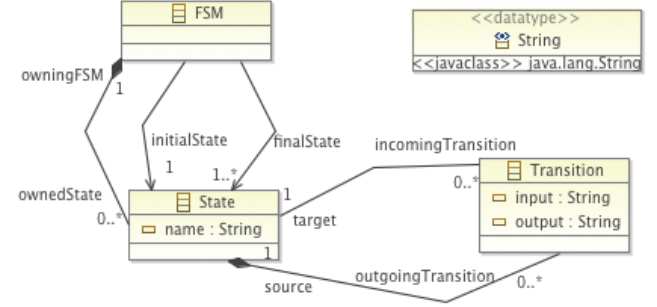 FSM
<<datatype>>
String
<<javaclass>> java.lang.String
owningFSM
1
initialState
1
finalState
1..*
incomingTransition
0..*
Transition
input : String
output : String
ownedState
0..*
State
name : String
1
target
1
source
outgoingTransition
0..*